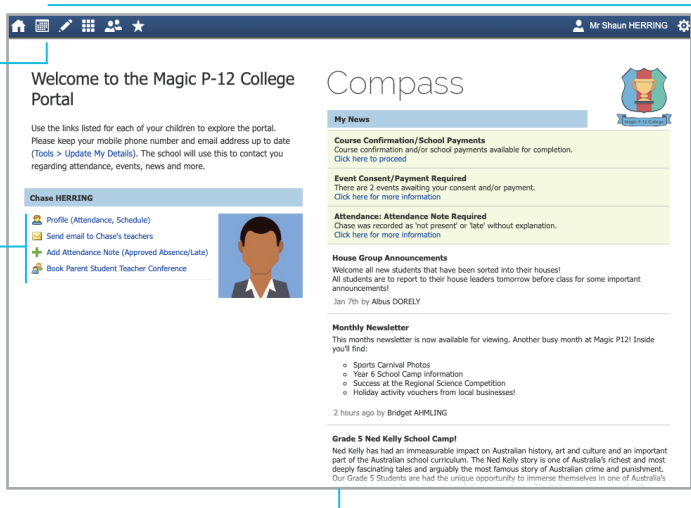 Mr Shaun HERRING
Welcome to the Magic P-12 College
Portal
Use the links listed for each of your children to explore the portal.
Please keep your mobile phone number and email address up to date
(Tools > Update My Details). The school will use this to contact you
regarding attendance, events, news and more.
Chase HERRING
Profile (Attendance, Schedule)
Send email to Chase's teachers
Add Attendance Note (Approved Absence/Late)
Book Parent Student Teacher Conference
Compass
Magic P-12 College
My News
Course Confirmation/School Payments
Course confirmation and/or school payments available for completion.
Click here to proceed
Event Consent/Payment Required
There are 2 events awaiting your consent and/or payment.
Click here for more information
Attendance: Attendance Note Required
Chase was recorded as 'not present' or 'late' without explanation.
Click here for more information
House Group Announcements
Welcome all new students that have been sorted into their houses!
All students are to report to their house leaders tomorrow before class for some important
announcements!
Jan 7th by Albus DORELY
Monthly Newsletter
This months newsletter is now available for viewing. Another busy month at Magic P12! Inside
you'll find:
Sports Carnival Photos
Year 6 School Camp information
Success at the Regional Science Competition
Holiday activity vouchers from local businesses!
2 hours ago by Bridget AHMLING
Grade 5 Ned Kelly School Camp!
Ned Kelly has had an immeasurable impact on Australian history, art and culture and an important
part of the Australian school curriculum. The Ned Kelly story is one of Australia's richest and most
deeply fascinating tales and arguably the most famous story of Australian crime and punishment.
Our Grade 5 Students are had the unique opportunity to immerse themselves in one of Australia's